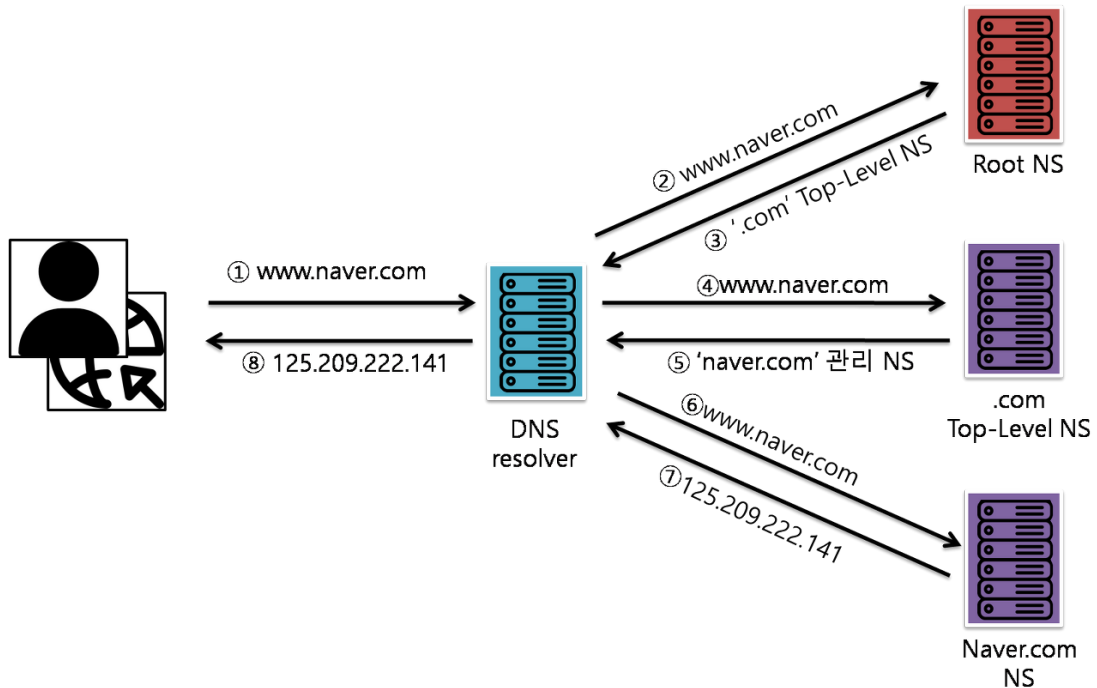 ② www.naver.com
③ '.com' Top-Level NS
Root NS
① www.naver.com
⑧ 125.209.222.141
DNS
resolver
④www.naver.com
⑤ 'naver.com' 관리 NS
.com
Top-Level NS
⑥www.naver.com
⑦125.209.222.141
Naver.com
NS